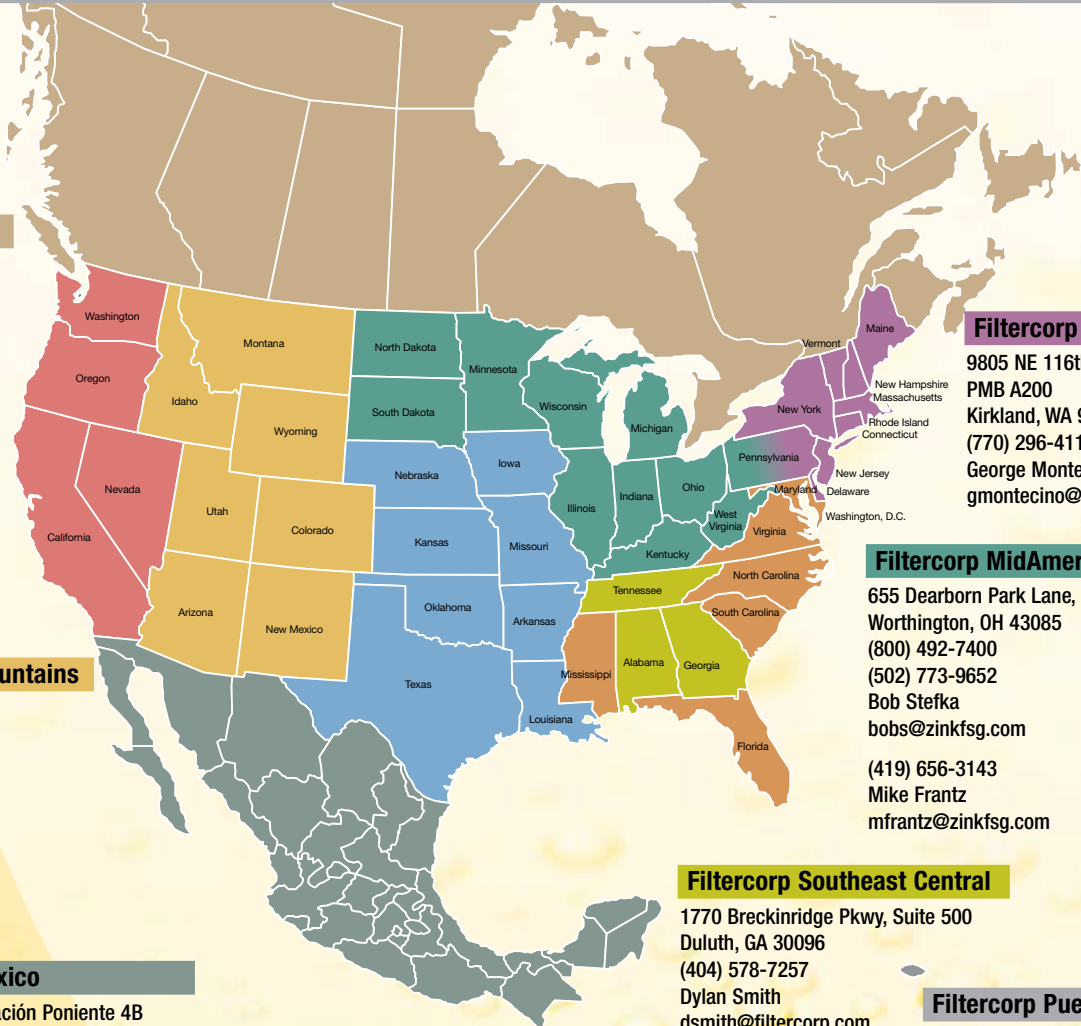 Washington
Montana
Maine
Vermont
North Dakota
Minnesota
Oregon
Idaho
New Hampshire
Massachusetts
Wisconsin
South Dakota
New York
Wyoming
Michigan
Rhode Island
Connecticut
Pennsylvania
Iowa
Nebraska
New Jersey
Nevada
Ohio
Maryland
Delaware
Indiana
Utah
Illinois
West
Virginia
Washington, D.C.
Colorado
Virginia
California
Kansas
Missouri
Kentucky
North Carolina
Tennessee
Oklahoma
Arizona
South Carolina
Arkansas
New Mexico
Alabama
Georgia
Mississippi
Texas
Louisiana
Florida
Filtercorp
9805 NE 116t
PMB A200
Kirkland, WA 9
(770) 296-411
George Monte
gmontecino@
Filtercorp MidAmer
655 Dearborn Park Lane,
Worthington, OH 43085
(800) 492-7400
(502) 773-9652
Bob Stefka
bobs@zinkfsg.com
(419) 656-3143
Mike Frantz
mfrantz@zinkfsg.com
untains
Filtercorp Southeast Central
1770 Breckinridge Pkwy, Suite 500
Duluth, GA 30096
(404) 578-7257
Dylan Smith
dsmith@filtercorp.com
xico
ación Poniente 4B
Filtercorp Pue